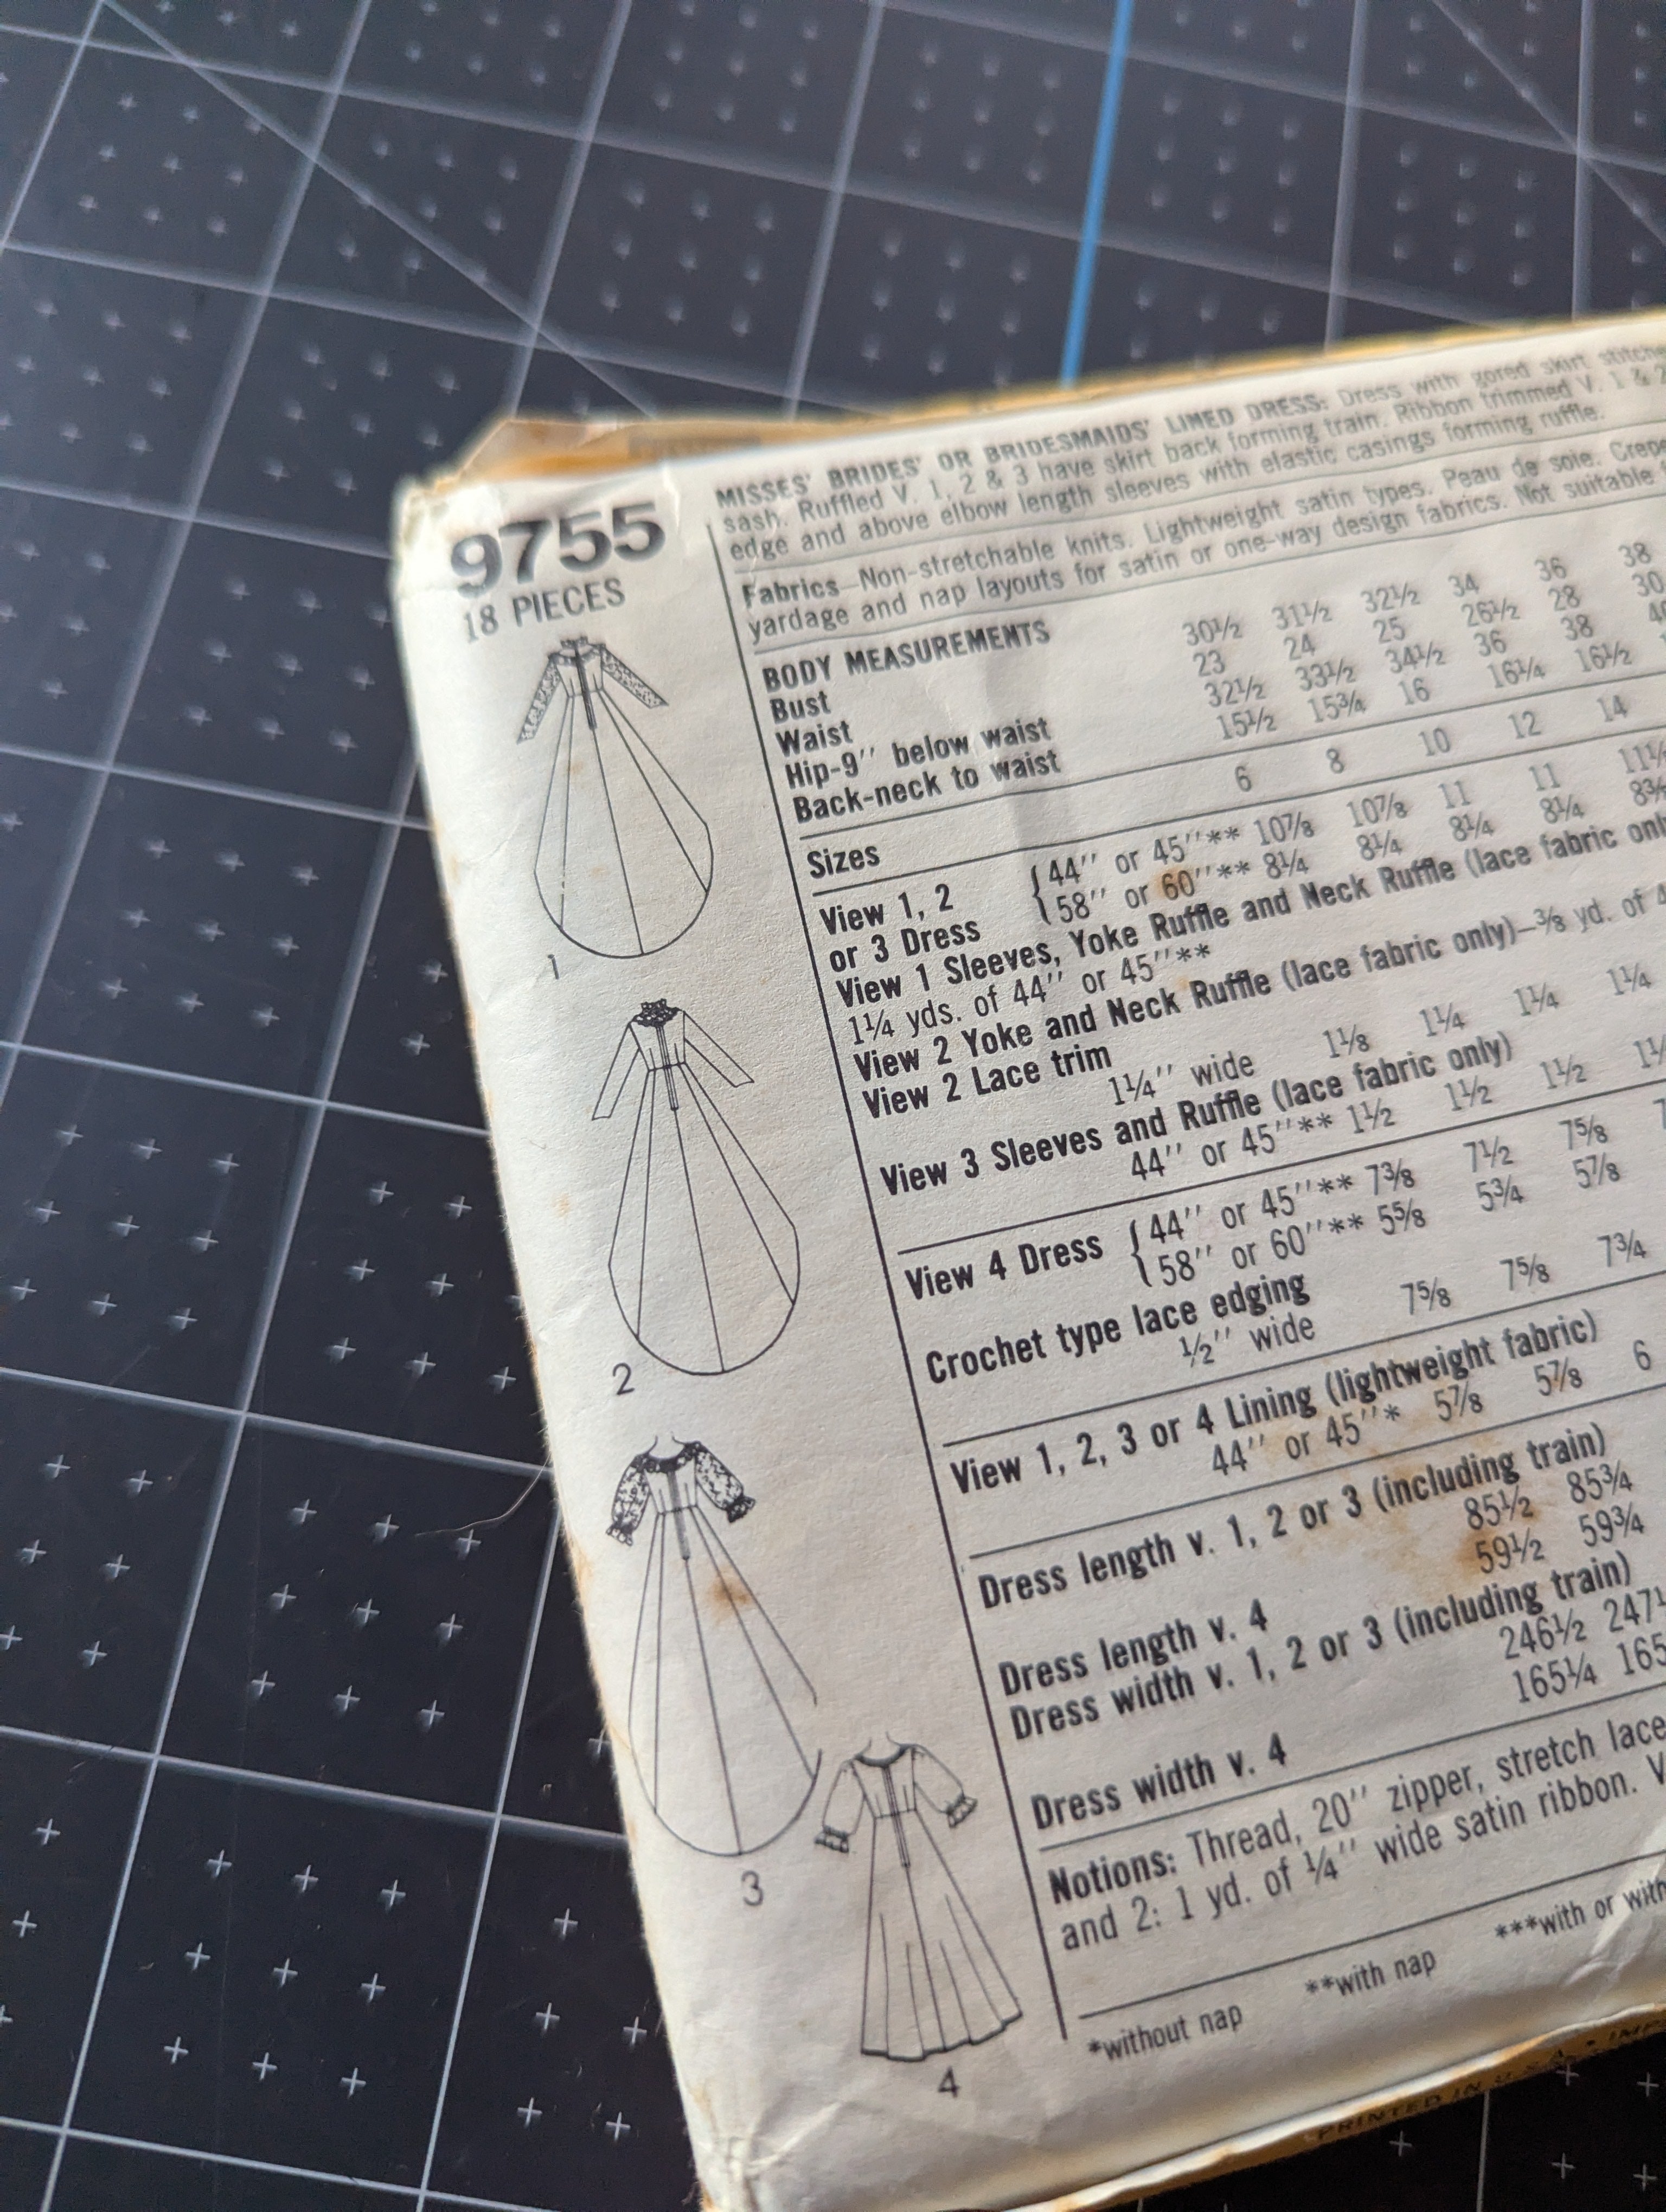 9755
18 PIECES
1
2
3
4
MISSES' BRIDES' OR BRIDESMAIDS' LINED DRESS: Dress with gored skirt
sash. Ruffled V. 1, 2 & 3 have skirt back forming train. Ribbon trimmed V. 1 &
edge and above elbow length sleeves with elastic casings forming ruffle.
Fabrics—Non-stretchable knits. Lightweight satin types. Peau de soie.
yardage and nap layouts for satin or one-way design fabrics. Not suitable
BODY MEASUREMENTS
Bust 30½ 31½ 32½ 34 36 38
Waist 23 24 25 26½ 28 30
Hip-9" below waist 32½ 33½ 34½ 36 38
Back-neck to waist 15½ 15¾ 16 16¼ 16½
Sizes 6 8 10 12 14
View 1, 2 { 44" or 45"** 10⅞ 10⅞ 11 11
or 3 Dress { 58" or 60"** 8¼ 8¼ 8¼ 8¼
View 1 Sleeves, Yoke Ruffle and Neck Ruffle (lace fabric
1¼ yds. of 44" or 45"**
View 2 Yoke and Neck Ruffle (lace fabric only)—⅜ yd. of
View 2 Lace trim
1¼" wide 1⅛ 1¼ 1¼ 1¼
View 3 Sleeves and Ruffle (lace fabric only)
44" or 45"** 1½ 1½ 1½
View 4 Dress { 44" or 45"** 7⅜ 7½ 7⅝
{ 58" or 60"** 5⅝ 5¾ 5⅞
Crochet type lace edging
½" wide 7⅝ 7⅝ 7¾
View 1, 2, 3 or 4 Lining (lightweight fabric)
44" or 45"* 5⅞ 5⅞ 6
Dress length v. 1, 2 or 3 (including train)
85½ 85¾
Dress length v. 4 59½ 59¾
Dress width v. 1, 2 or 3 (including train)
246½
Dress width v. 4 165¼
Notions: Thread, 20" zipper, stretch lace
and 2: 1 yd. of ¼" wide satin ribbon.
*without nap **with nap ***with or
PRINTED IN U.S.A. •